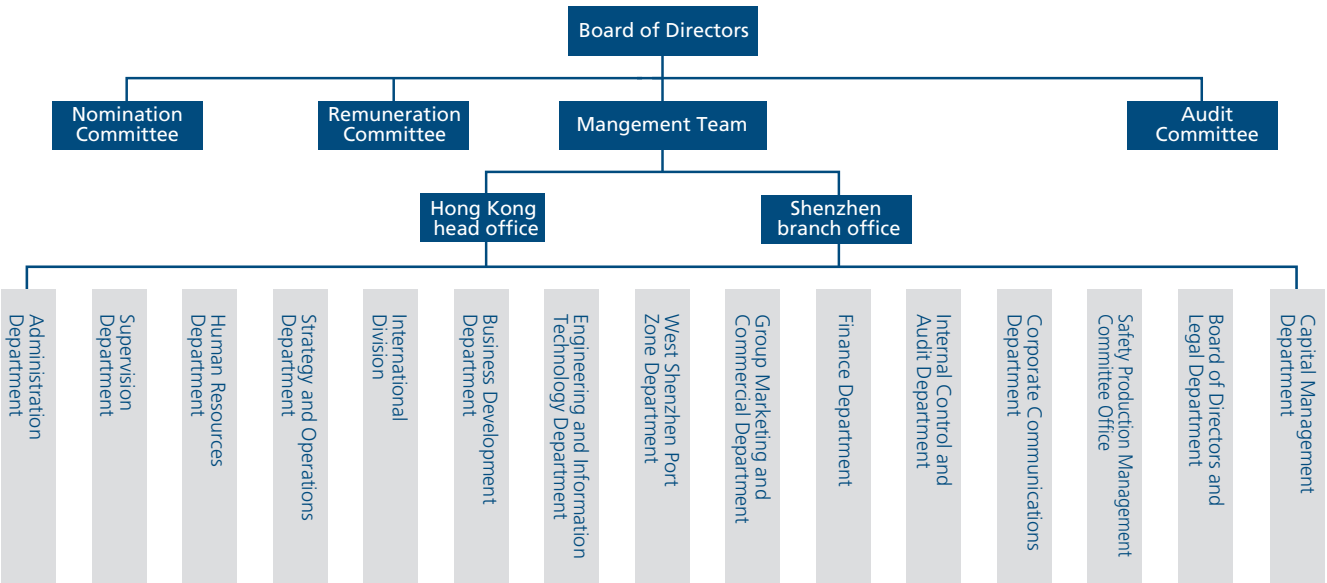 Board of Directors
Nomination
Committee
Remuneration
Committee
Mangement Team
Audit
Committee
Hong Kong
head office
Shenzhen
branch office
Administration
Department
Supervision
Department
Human Resources
Department
Strategy and Operations
Department
International
Division
Business Development
Department
Engineering and Information
Technology Department
West Shenzhen Port
Zone Department
Group Marketing and
Commercial Department
Finance Department
Internal Control and
Audit Department
Corporate Communications
Department
Safety Production Management
Committee Office
Board of Directors and
Legal Department
Capital Management
Department